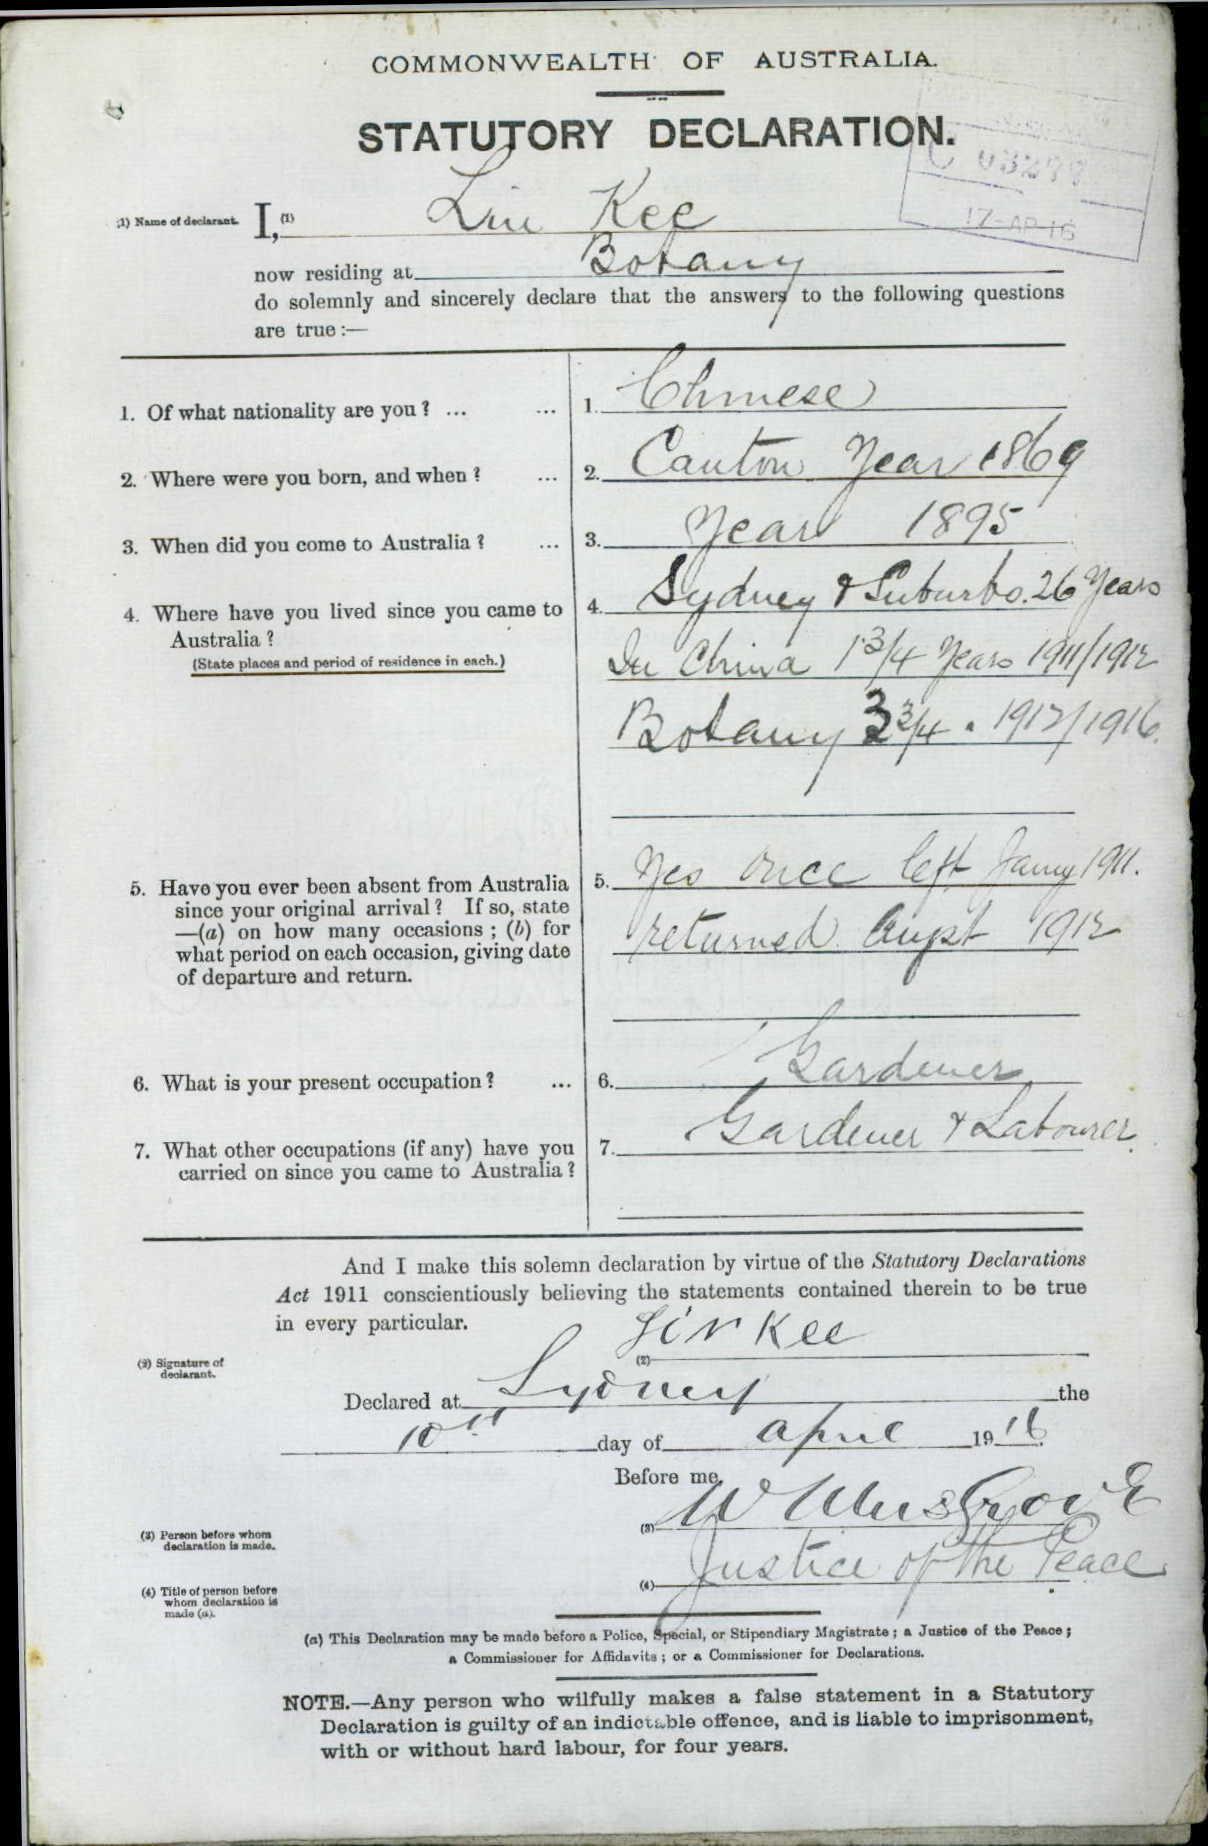 COMMONWEALTH OF AUSTRALIA.
STATUTORY DECLARATION.
C 03288
17-AP-16
(1) Name of declarant. I,(1) Lin Kee
now residing at Botany
do solemnly and sincerely declare that the answers to the following questions
are true:—
1. Of what nationality are you? ... ... 1. Chinese
2. Where were you born, and when? ... 2. Canton Year 1869
3. When did you come to Australia? ... 3. Year 1895
4. Where have you lived since you came to 4. Sydney & Suburbs. 26 Years
Australia?
(State places and period of residence in each.) In China 1 3/4 Years 1911/1912
Botany 3 3/4 " 1912/1916.
5. Have you ever been absent from Australia 5. Yes once left Jany 1911.
since your original arrival? If so, state
—(a) on how many occasions; (b) for returned Augst 1912
what period on each occasion, giving date
of departure and return.
6. What is your present occupation? ... 6. Gardener
7. What other occupations (if any) have you 7. Gardener & Labourer.
carried on since you came to Australia?
And I make this solemn declaration by virtue of the Statutory Declarations
Act 1911 conscientiously believing the statements contained therein to be true
in every particular.
(2) Signature of declarant. (2) Lin Kee
Declared at Sydney the
10th day of April 1916.
Before me,
(3) Person before whom declaration is made. (3) W Musgrove
(4) Title of person before whom declaration is made (a). (4) Justice of the Peace
(a) This Declaration may be made before a Police, Special, or Stipendiary Magistrate; a Justice of the Peace;
a Commissioner for Affidavits; or a Commissioner for Declarations.
NOTE.—Any person who wilfully makes a false statement in a Statutory
Declaration is guilty of an indictable offence, and is liable to imprisonment,
with or without hard labour, for four years.